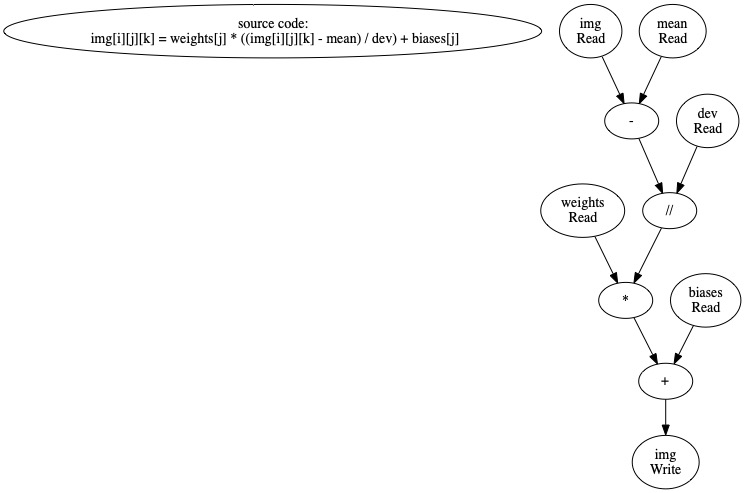 source code:
img[i][j][k] = weights[j] * ((img[i][j][k] - mean) / dev) + biases[j]
img
Read
mean
Read
-
dev
Read
weights
Read
//
*
biases
Read
+
img
Write